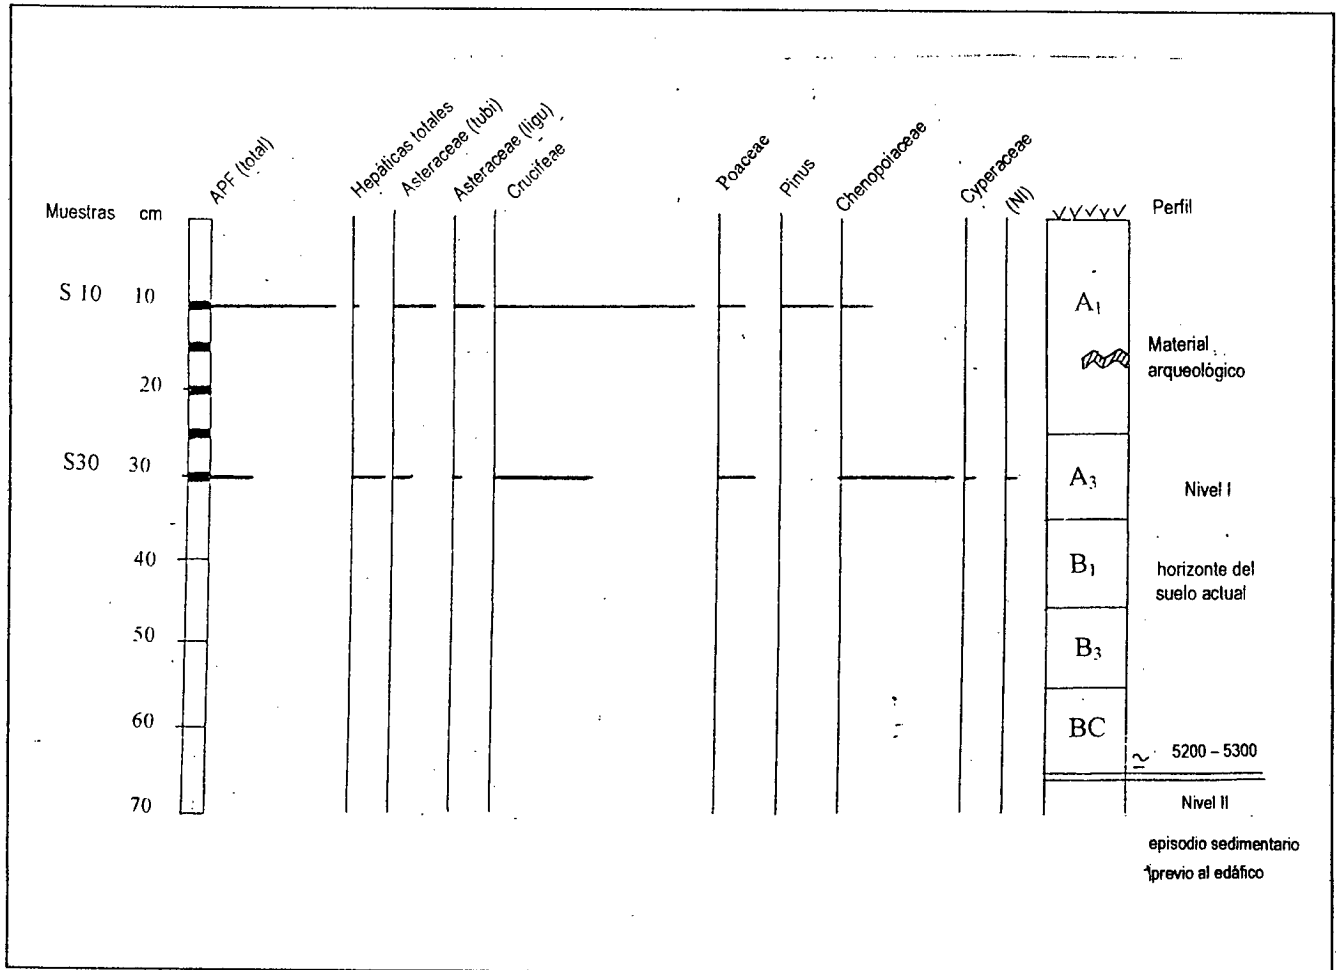 APF (total)
Hepáticas totales
Asteraceae (tubi)
Asteraceae (ligu)
Crucifeae
Poaceae
Pinus
Chenopoiaceae
Cyperaceae
(NI)
Muestras cm
Perfil
S 10 10
A1
Material
arqueológico
20
S30 30
A3
Nivel I
40
B1
horizonte del
suelo actual
50
B3
60
BC
5200 – 5300
70
Nivel II
episodio sedimentario
previo al edáfico